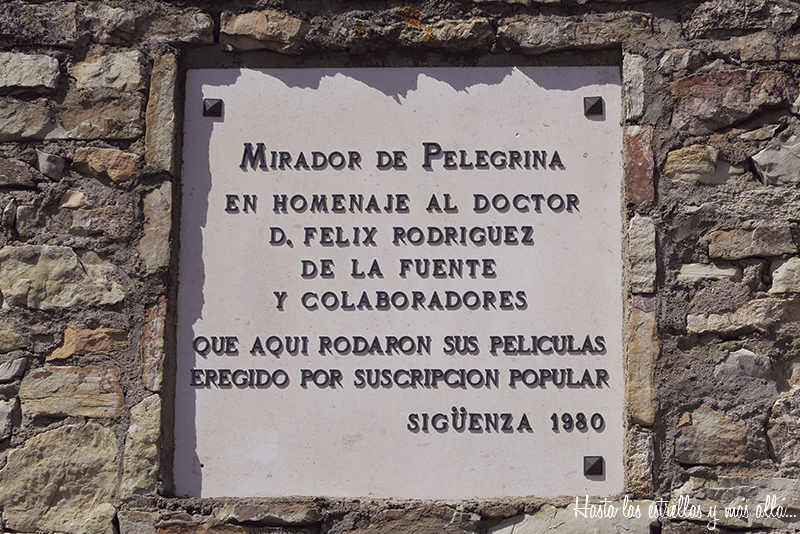 MIRADOR DE PELEGRINA
EN HOMENAJE AL DOCTOR
D. FELIX RODRIGUEZ
DE LA FUENTE
Y COLABORADORES
QUE AQUI RODARON SUS PELICULAS
EREGIDO POR SUSCRIPCION POPULAR
SIGÜENZA 1980
Hasta las estrellas y más allá...